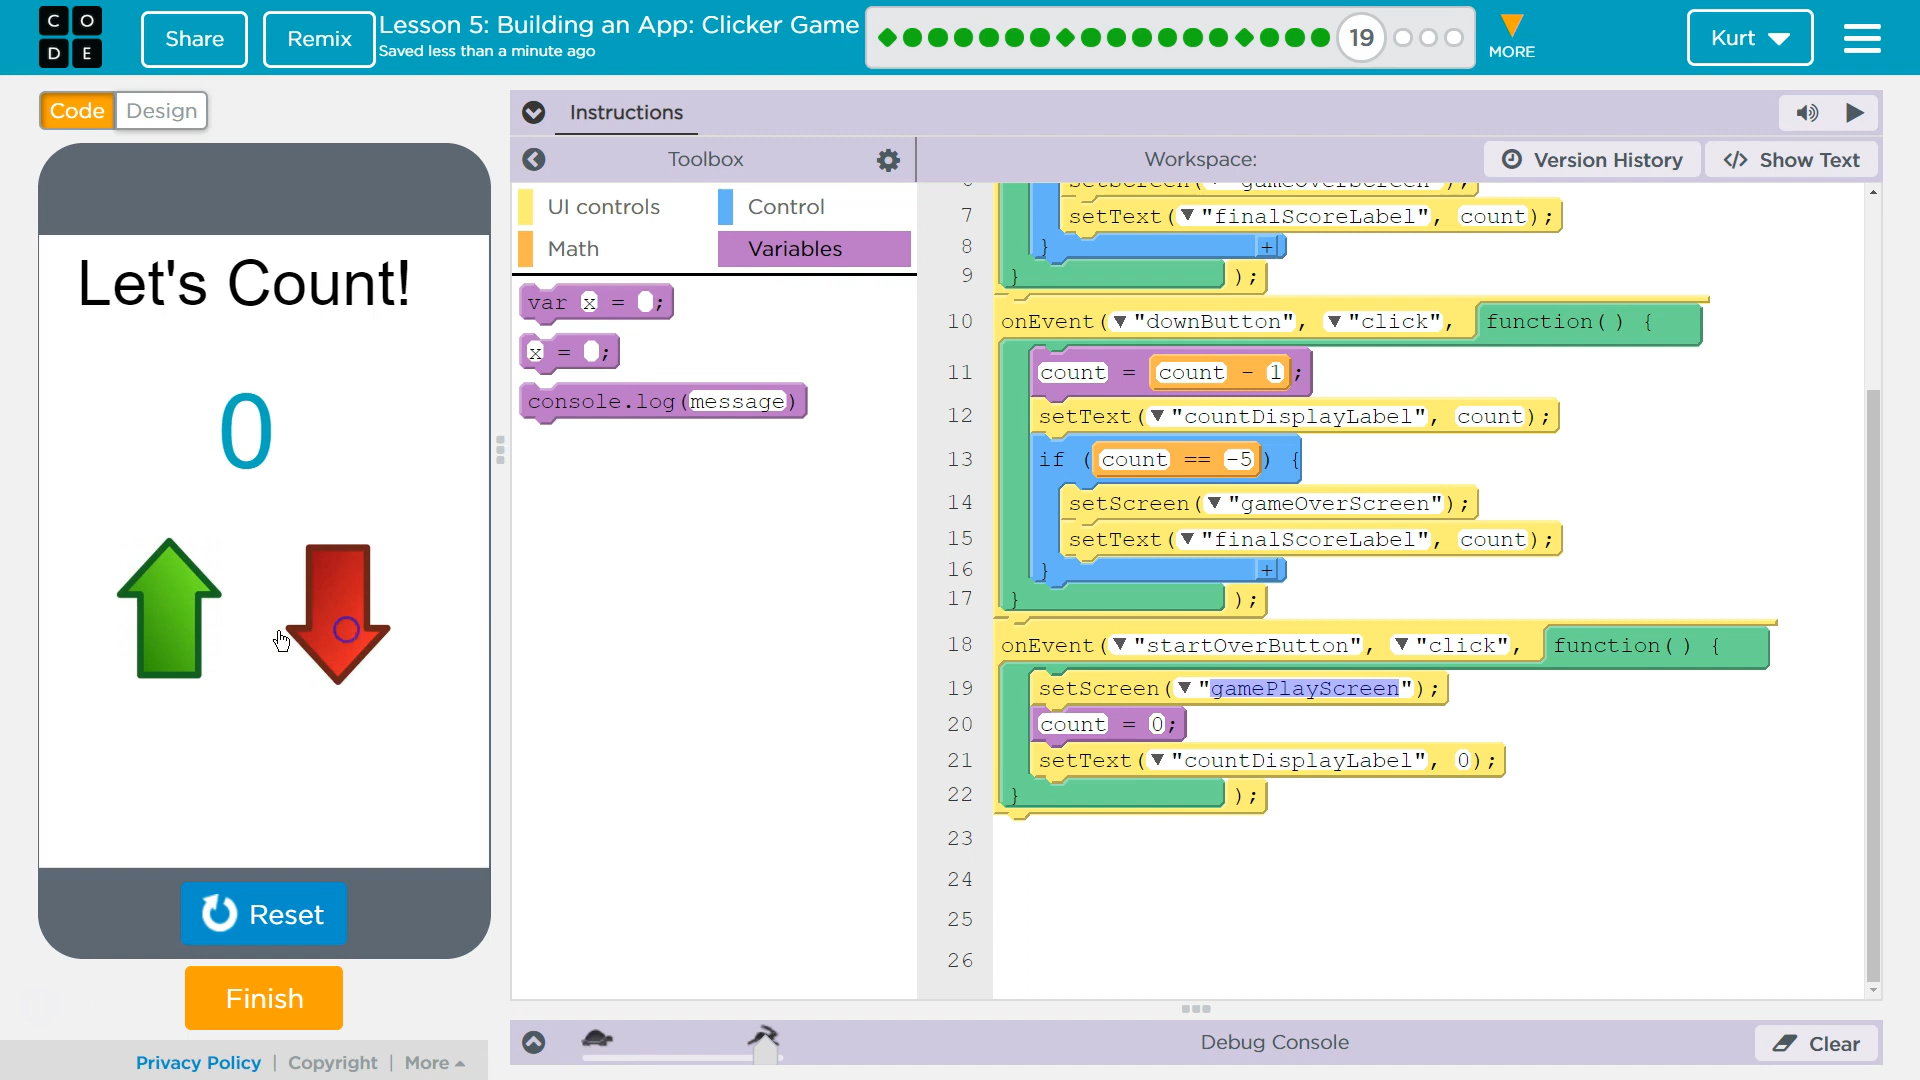 CODE
Share
Remix
Lesson 5: Building an App: Clicker Game
Saved less than a minute ago
19
MORE
Kurt
Code
Design
Instructions
Toolbox
Workspace:
Version History
</> Show Text
UI controls
Control
Math
Variables
var x = ;
x = ;
console.log(message)
Let's Count!
0
Reset
Finish
Privacy Policy | Copyright | More
setScreen("gameOverScreen");
7 setText("finalScoreLabel", count);
8 } +
9 } );
10 onEvent("downButton", "click", function() {
11 count = count - 1;
12 setText("countDisplayLabel", count);
13 if (count == -5) {
14 setScreen("gameOverScreen");
15 setText("finalScoreLabel", count);
16 } +
17 } );
18 onEvent("startOverButton", "click", function() {
19 setScreen("gamePlayScreen");
20 count = 0;
21 setText("countDisplayLabel", 0);
22 } );
23
24
25
26
Debug Console
Clear